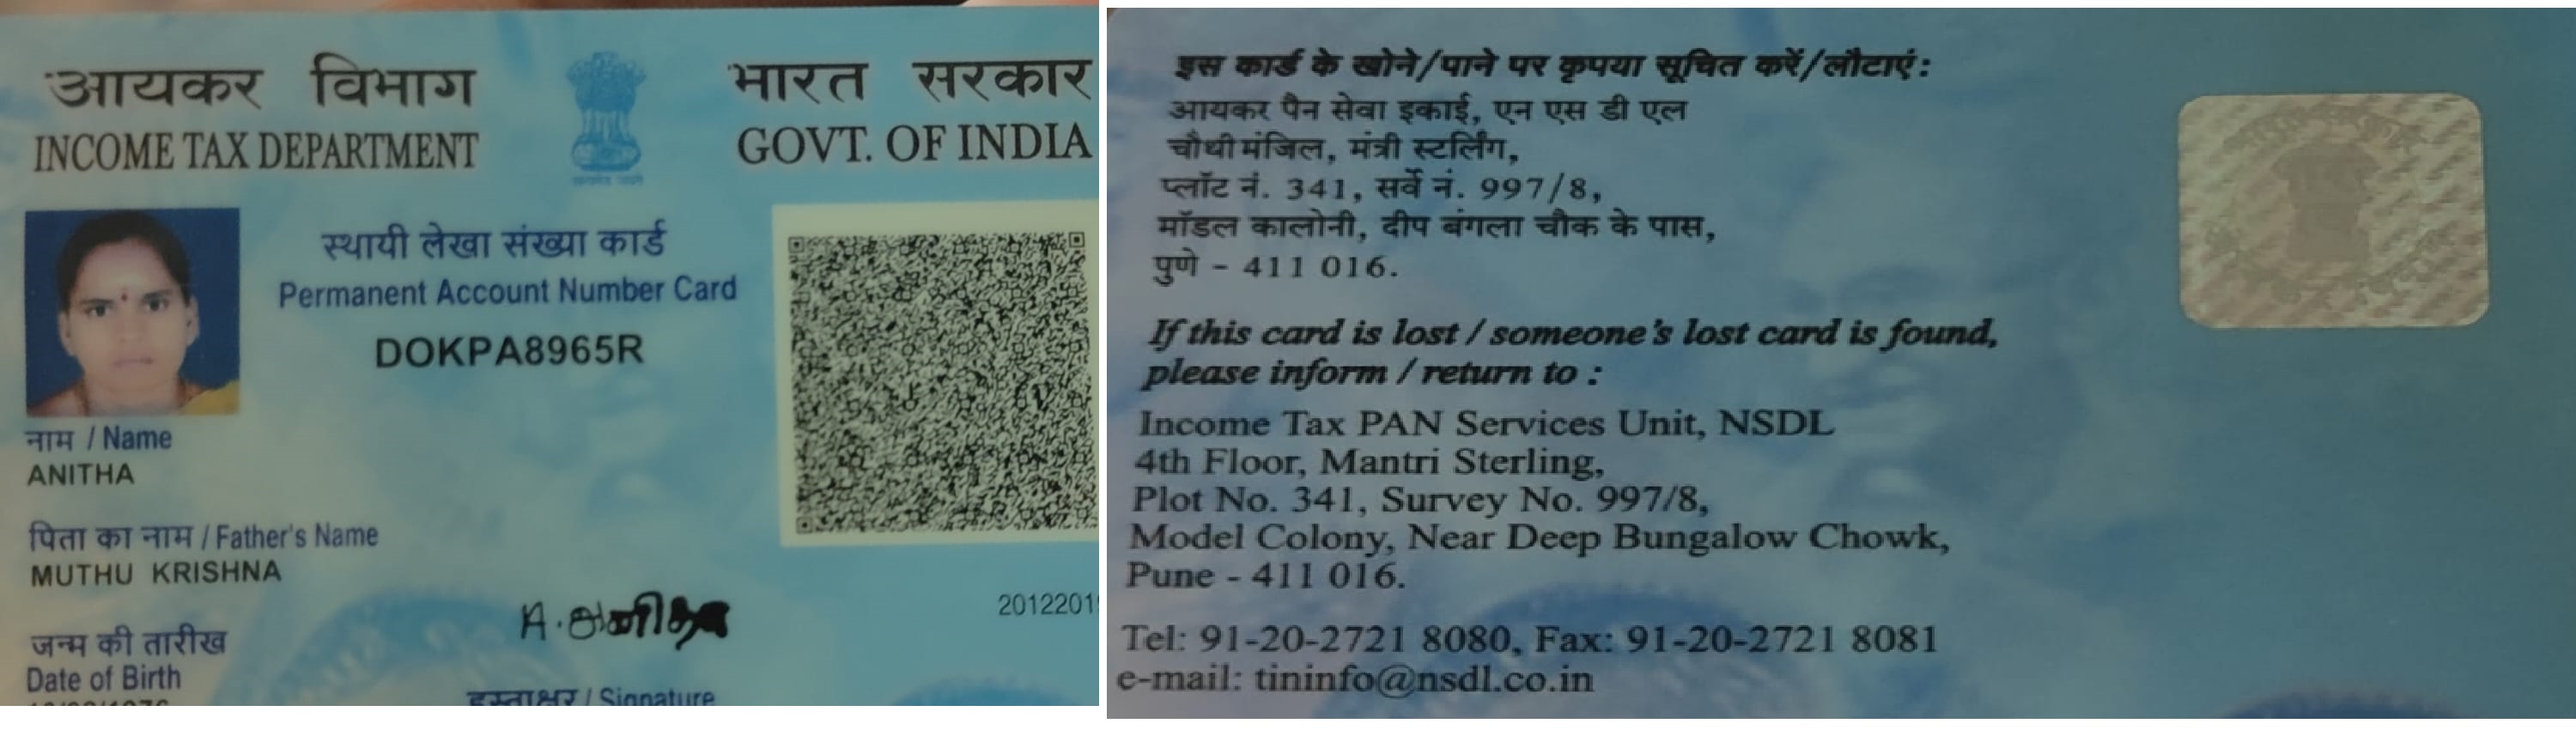 आयकर विभाग
INCOME TAX DEPARTMENT
भारत सरकार
GOVT. OF INDIA
स्थायी लेखा संख्या कार्ड
Permanent Account Number Card
DOKPA8965R
नाम / Name
ANITHA
पिता का नाम / Father's Name
MUTHU KRISHNA
जन्म की तारीख
Date of Birth
A. அனிதா
हस्ताक्षर / Signature
2012201
इस कार्ड के खोने/पाने पर कृपया सूचित करें/लौटाएं:
आयकर पैन सेवा इकाई, एन एस डी एल
चौथी मंजिल, मंत्री स्टर्लिंग,
प्लॉट नं. 341, सर्वे नं. 997/8,
मॉडल कालोनी, दीप बंगला चौक के पास,
पुणे - 411 016.
If this card is lost / someone's lost card is found,
please inform / return to :
Income Tax PAN Services Unit, NSDL
4th Floor, Mantri Sterling,
Plot No. 341, Survey No. 997/8,
Model Colony, Near Deep Bungalow Chowk,
Pune - 411 016.
Tel: 91-20-2721 8080, Fax: 91-20-2721 8081
e-mail: tininfo@nsdl.co.in